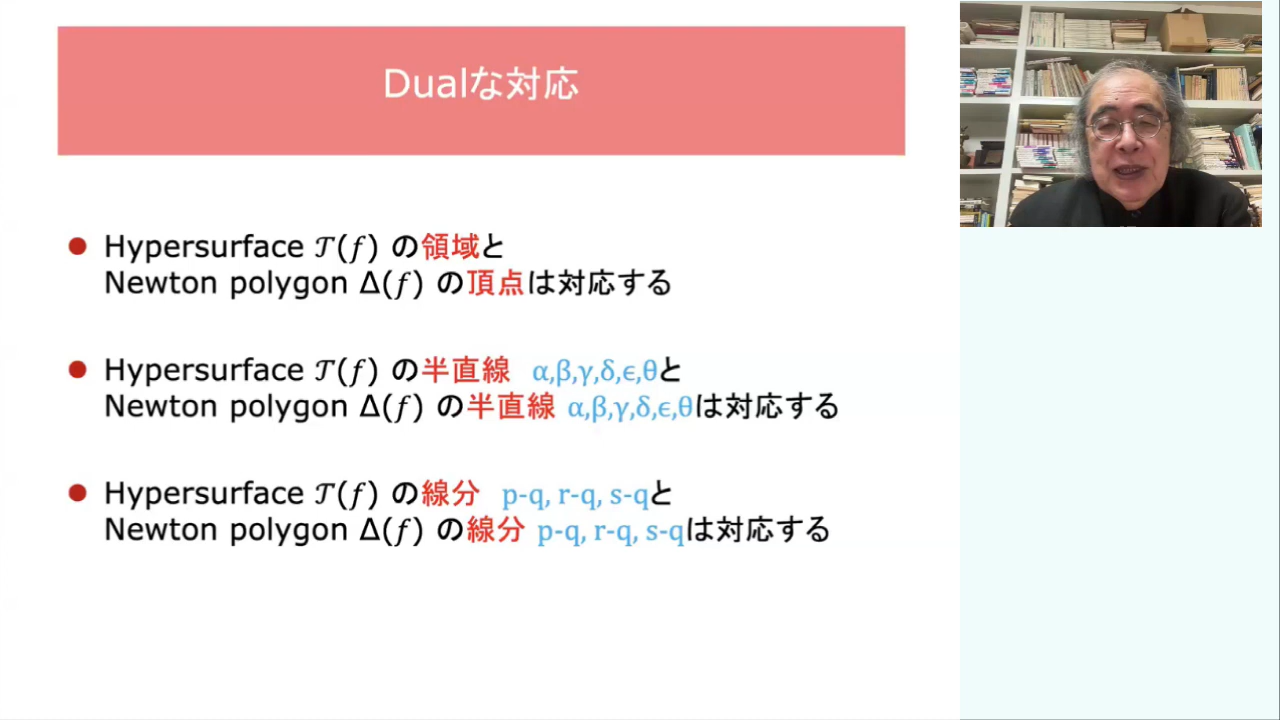 Dualな対応
● Hypersurface 𝒯(f) の領域と
Newton polygon Δ(f) の頂点は対応する
● Hypersurface 𝒯(f) の半直線 α,β,γ,δ,ϵ,θと
Newton polygon Δ(f) の半直線 α,β,γ,δ,ϵ,θは対応する
● Hypersurface 𝒯(f) の線分 p-q, r-q, s-qと
Newton polygon Δ(f) の線分 p-q, r-q, s-qは対応する